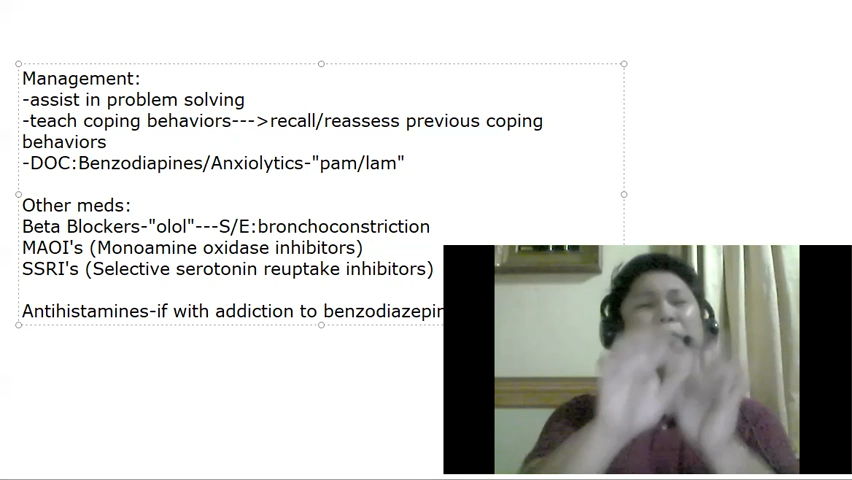 Management:
-assist in problem solving
-teach coping behaviors--->recall/reassess previous coping
behaviors
-DOC:Benzodiapines/Anxiolytics-"pam/lam"
Other meds:
Beta Blockers-"olol"---S/E:bronchoconstriction
MAOI's (Monoamine oxidase inhibitors)
SSRI's (Selective serotonin reuptake inhibitors)
Antihistamines-if with addiction to